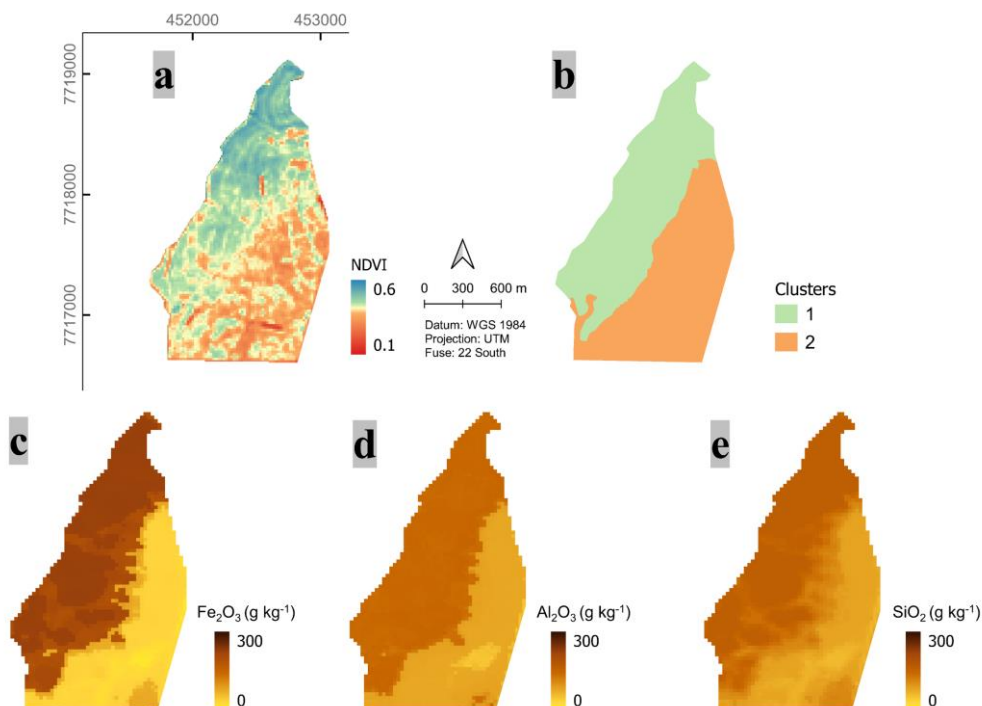 452000 453000
7719000
7718000
7717000
a
NDVI
0.6
0.1
0 300 600 m
Datum: WGS 1984
Projection: UTM
Fuse: 22 South
b
Clusters
1
2
c
Fe₂O₃ (g kg⁻¹)
300
0
d
Al₂O₃ (g kg⁻¹)
300
0
e
SiO₂ (g kg⁻¹)
300
0